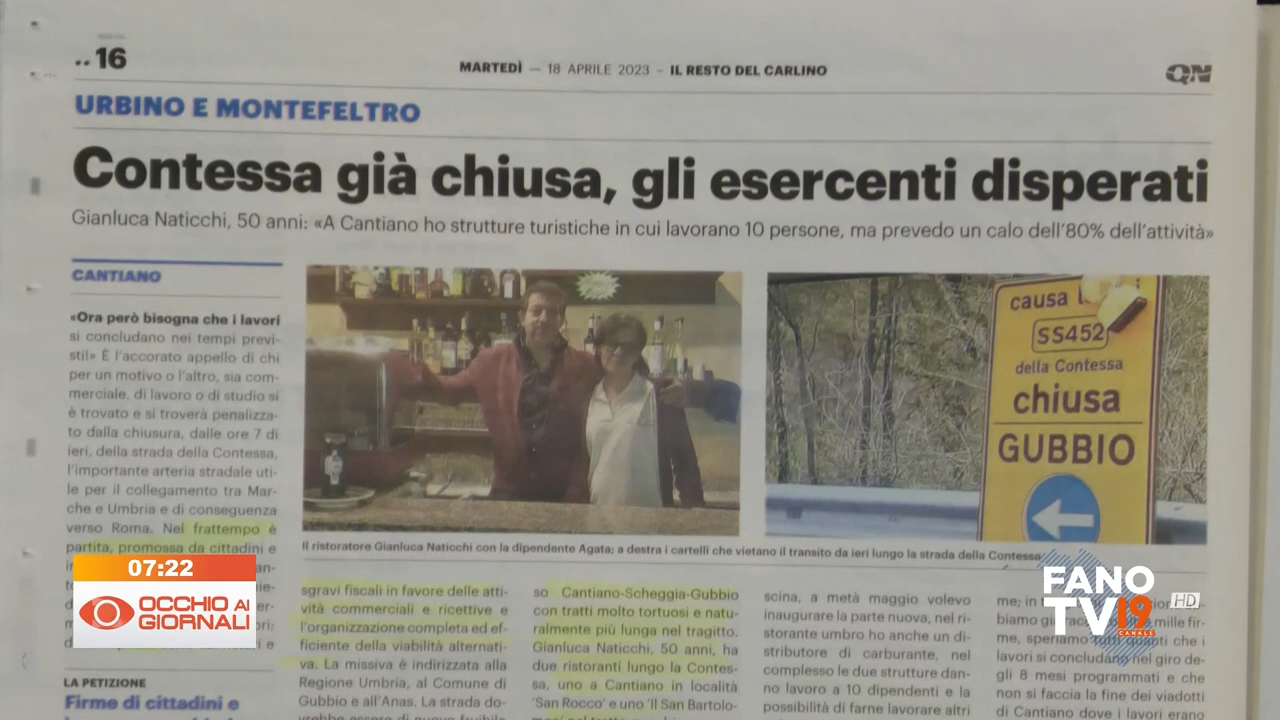 ..16
MARTEDÌ — 18 APRILE 2023 – IL RESTO DEL CARLINO
QN
URBINO E MONTEFELTRO
Contessa già chiusa, gli esercenti disperati
Gianluca Naticchi, 50 anni: «A Cantiano ho strutture turistiche in cui lavorano 10 persone, ma prevedo un calo dell'80% dell'attività»
CANTIANO
«Ora però bisogna che i lavori
si concludano nei tempi previ-
sti!» È l'accorato appello di chi
per un motivo o l'altro, sia com-
merciale, di lavoro o di studio si
è trovato e si troverà penalizza-
to dalla chiusura, dalle ore 7 di
ieri, della strada della Contessa,
l'importante arteria stradale uti-
le per il collegamento tra Mar-
che e Umbria e di conseguenza
verso Roma. Nel frattempo è
partita, promossa da cittadini e
LA PETIZIONE
Firme di cittadini e
causa
SS452
della Contessa
chiusa
GUBBIO
Il ristoratore Gianluca Naticchi con la dipendente Agata; a destra i cartelli che vietano il transito da ieri lungo la strada della Contessa
sgravi fiscali in favore delle atti-
vità commerciali e ricettive e
l'organizzazione completa ed ef-
ficiente della viabilità alternati-
va. La missiva è indirizzata alla
Regione Umbria, al Comune di
Gubbio e all'Anas. La strada do-
so Cantiano-Scheggia-Gubbio
con tratti molto tortuosi e natu-
ralmente più lunga nel tragitto.
Gianluca Naticchi, 50 anni, ha
due ristoranti lungo la Contes-
sa, uno a Cantiano in località
'San Rocco' e uno 'Il San Bartolo-
scina, a metà maggio volevo
inaugurare la parte nuova, nel ri-
storante umbro ho anche un di-
stributore di carburante, nel
complesso le due strutture dan-
no lavoro a 10 dipendenti e la
possibilità di farne lavorare altri
me; in
biamo già mille fir-
me, speriamo tutti quanti che i
lavori si concludano nel giro de-
gli 8 mesi programmati e che
non si faccia la fine dei viadotti
di Cantiano dove i lavori erano
07:22
OCCHIO AI
GIORNALI
FANO
TV19 HD
CANALE